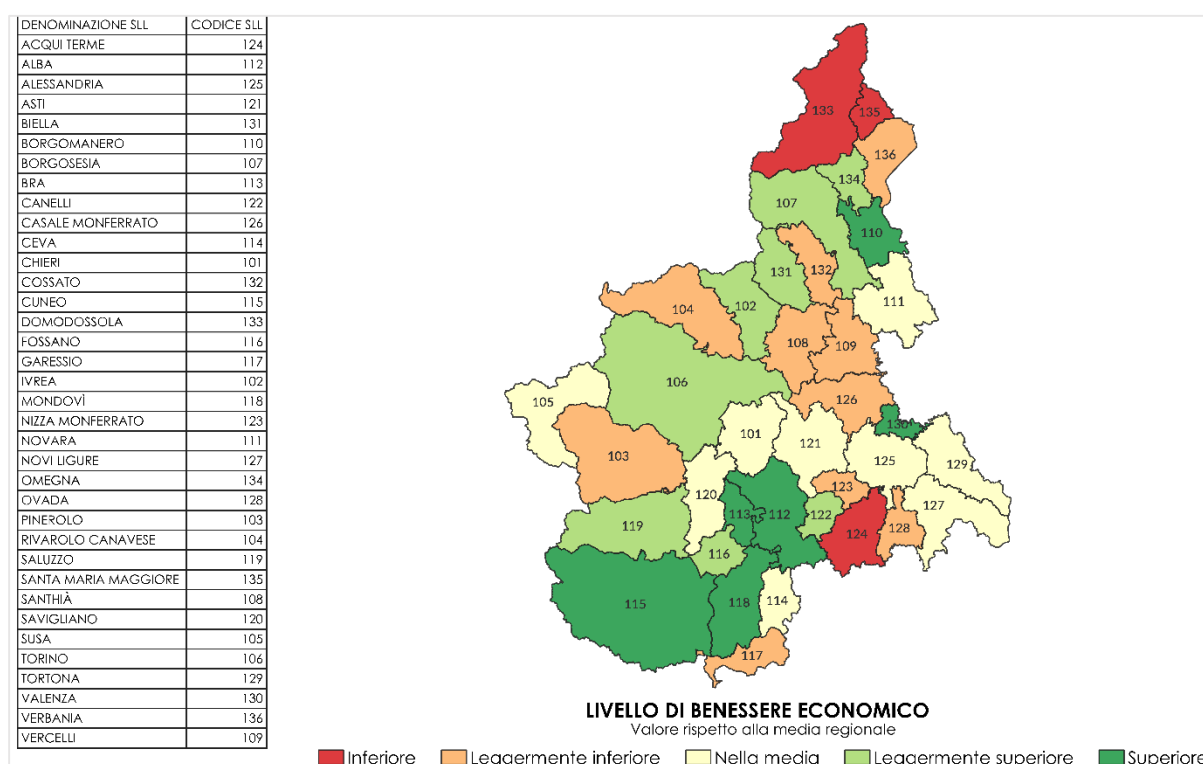 DENOMINAZIONE SLL CODICE SLL
ACQUI TERME 124
ALBA 112
ALESSANDRIA 125
ASTI 121
BIELLA 131
BORGOMANERO 110
BORGOSESIA 107
BRA 113
CANELLI 122
CASALE MONFERRATO 126
CEVA 114
CHIERI 101
COSSATO 132
CUNEO 115
DOMODOSSOLA 133
FOSSANO 116
GARESSIO 117
IVREA 102
MONDOVÌ 118
NIZZA MONFERRATO 123
NOVARA 111
NOVI LIGURE 127
OMEGNA 134
OVADA 128
PINEROLO 103
RIVAROLO CANAVESE 104
SALUZZO 119
SANTA MARIA MAGGIORE 135
SANTHIÀ 108
SAVIGLIANO 120
SUSA 105
TORINO 106
TORTONA 129
VALENZA 130
VERBANIA 136
VERCELLI 109
133
135
136
134
107
110
131
132
111
102
104
108
109
106
105
126
130
101
121
103
125
129
120
123
127
113
112
122
119
128
124
116
115
118
114
117
LIVELLO DI BENESSERE ECONOMICO
Valore rispetto alla media regionale
Inferiore Leggermente inferiore Nella media Leggermente superiore Superiore